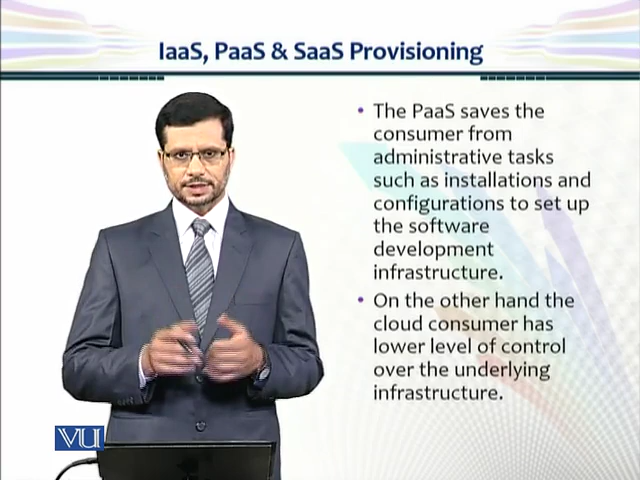 IaaS, PaaS & SaaS Provisioning
• The PaaS saves the
consumer from
administrative tasks
such as installations and
configurations to set up
the software
development
infrastructure.
• On the other hand the
cloud consumer has
lower level of control
over the underlying
infrastructure.
VU